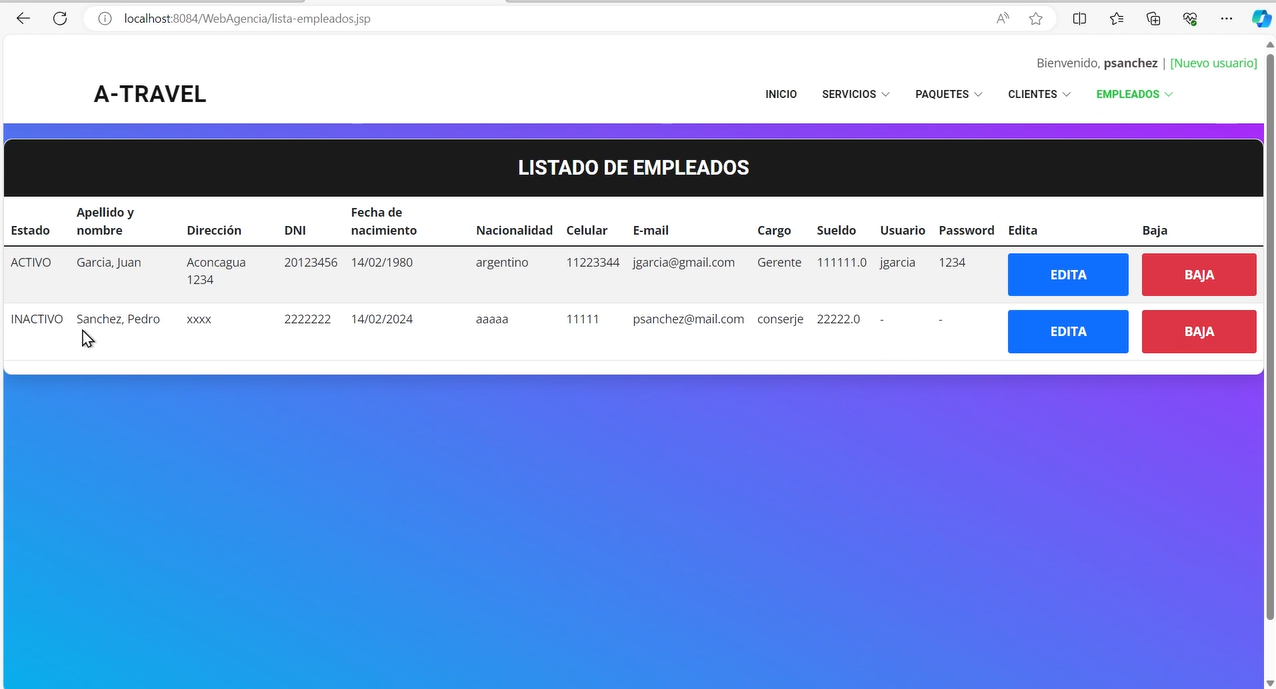 localhost:8084/WebAgencia/lista-empleados.jsp
Bienvenido, psanchez | [Nuevo usuario]
A-TRAVEL
INICIO SERVICIOS PAQUETES CLIENTES EMPLEADOS
LISTADO DE EMPLEADOS
Estado Apellido y nombre Dirección DNI Fecha de nacimiento Nacionalidad Celular E-mail Cargo Sueldo Usuario Password Edita Baja
ACTIVO Garcia, Juan Aconcagua 1234 20123456 14/02/1980 argentino 11223344 jgarcia@gmail.com Gerente 111111.0 jgarcia 1234 EDITA BAJA
INACTIVO Sanchez, Pedro xxxx 2222222 14/02/2024 aaaaa 11111 psanchez@mail.com conserje 22222.0 - - EDITA BAJA